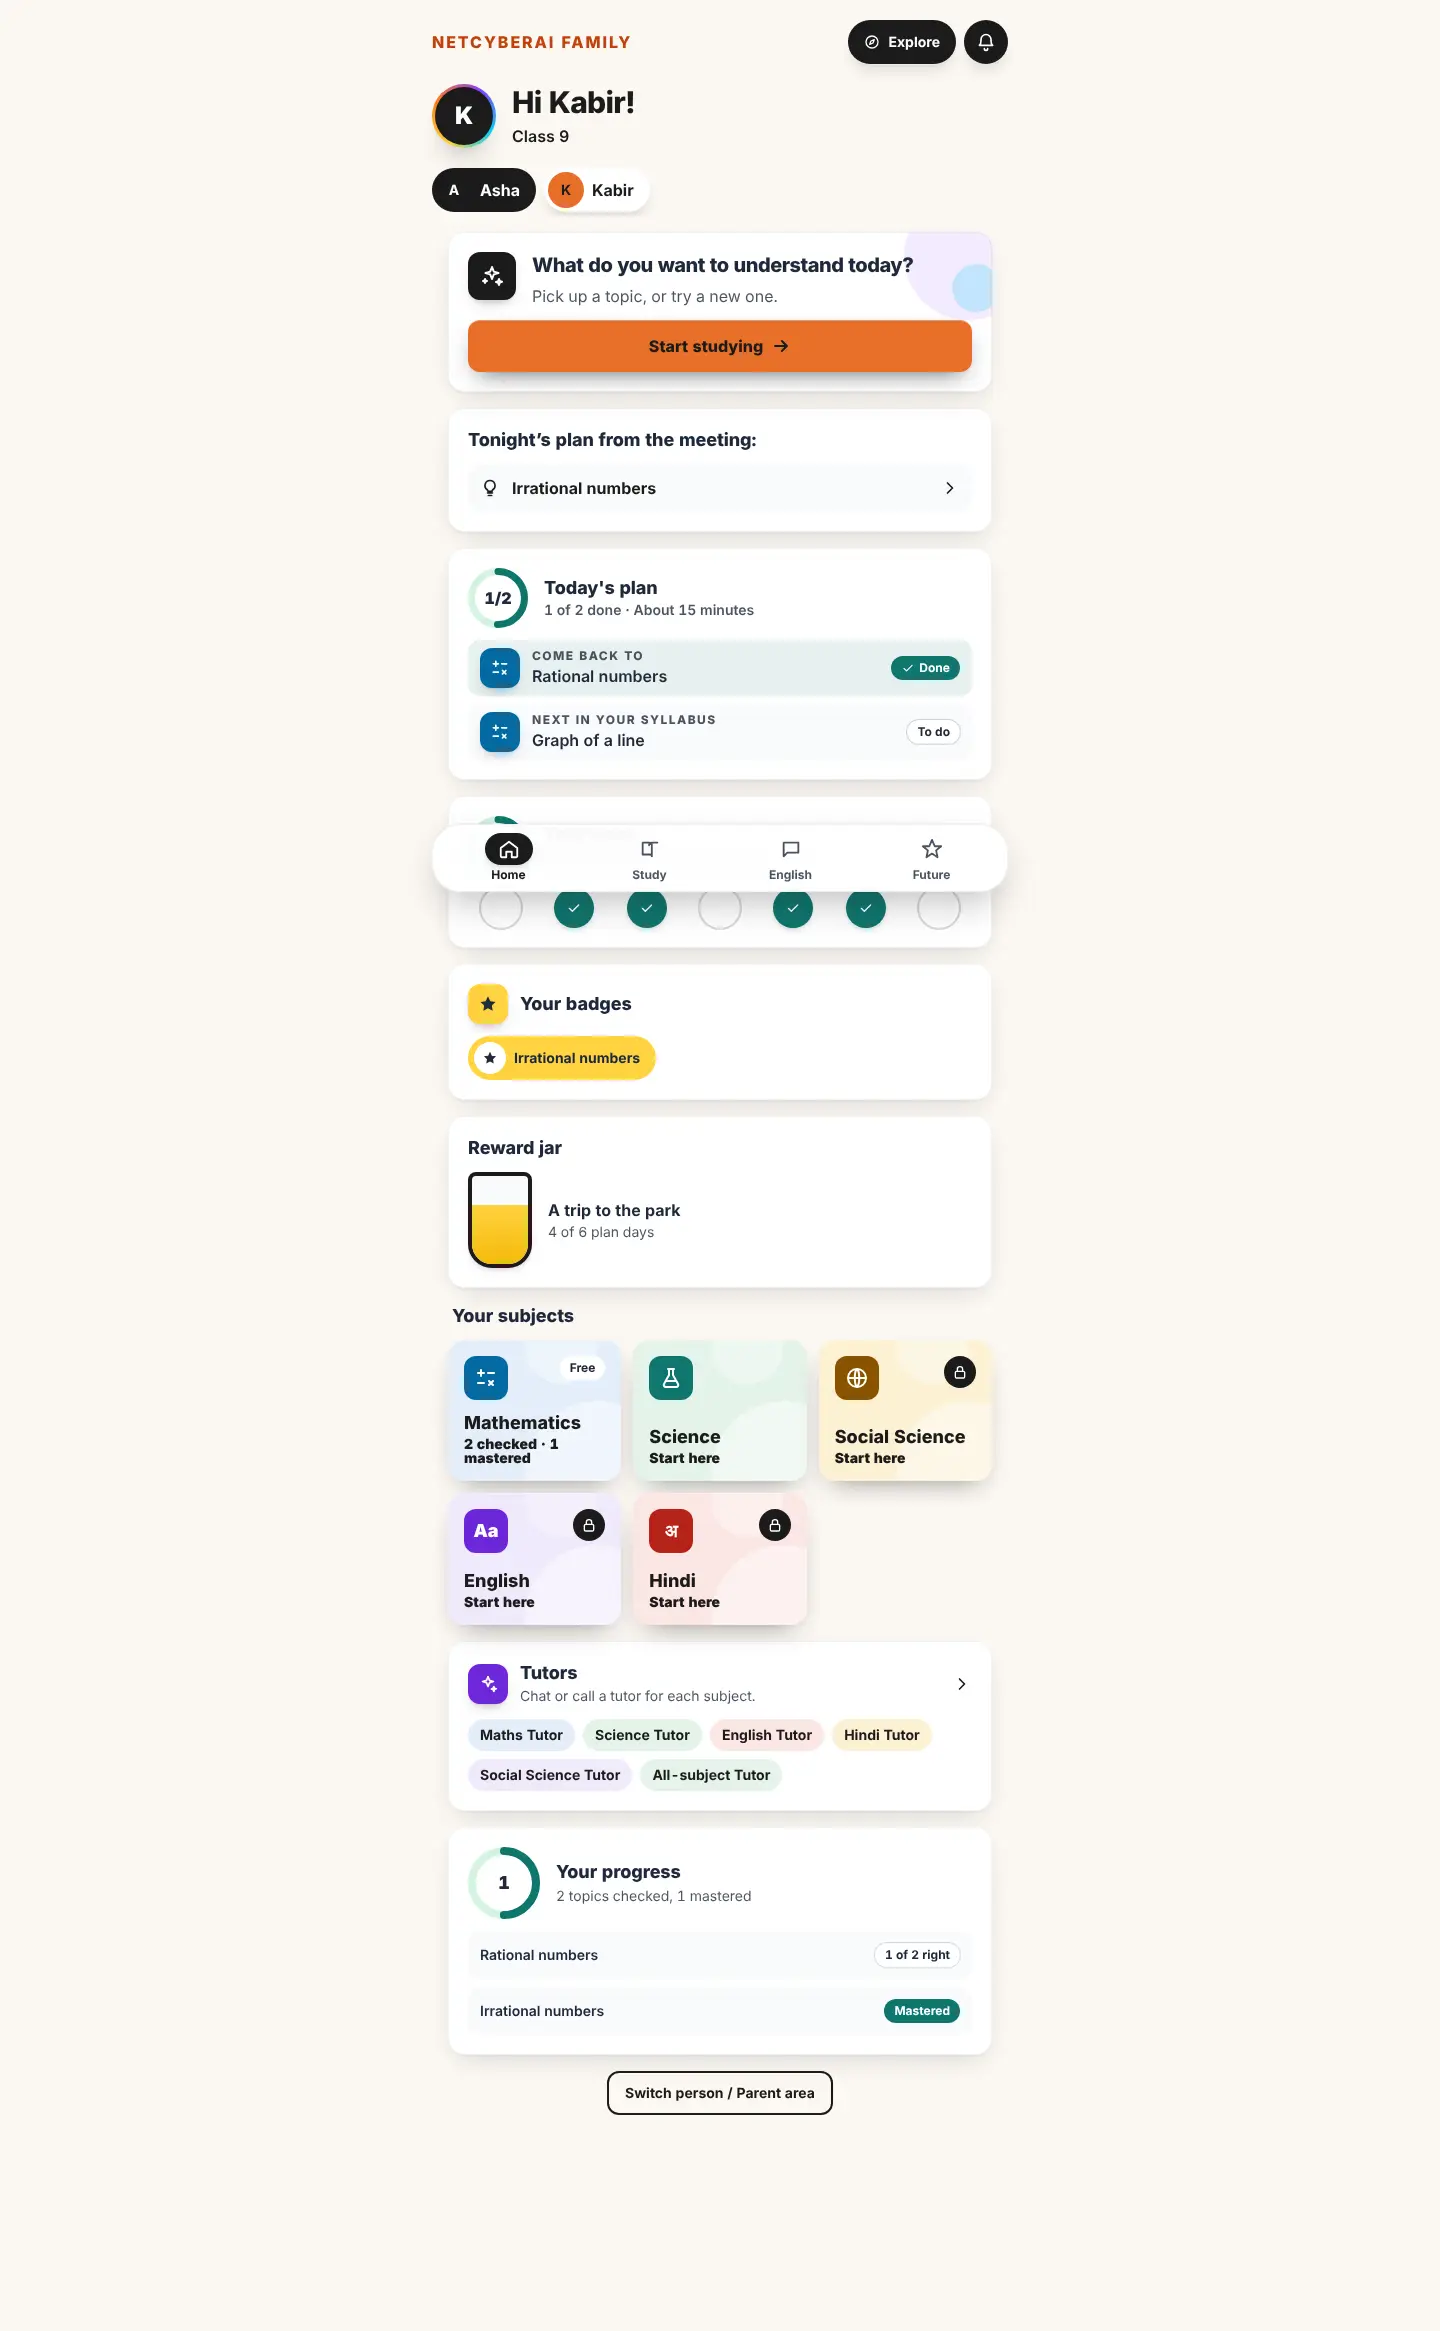 NETCYBERAI FAMILY
Explore
K
Hi Kabir!
Class 9
A Asha
K Kabir
What do you want to understand today?
Pick up a topic, or try a new one.
Start studying →
Tonight’s plan from the meeting:
Irrational numbers
1/2
Today's plan
1 of 2 done · About 15 minutes
COME BACK TO
Rational numbers
Done
NEXT IN YOUR SYLLABUS
Graph of a line
To do
Home
Study
English
Future
Your badges
Irrational numbers
Reward jar
A trip to the park
4 of 6 plan days
Your subjects
Free
Mathematics
2 checked · 1
mastered
Science
Start here
Social Science
Start here
Aa
English
Start here
अ
Hindi
Start here
Tutors
Chat or call a tutor for each subject.
Maths Tutor
Science Tutor
English Tutor
Hindi Tutor
Social Science Tutor
All-subject Tutor
1
Your progress
2 topics checked, 1 mastered
Rational numbers
1 of 2 right
Irrational numbers
Mastered
Switch person / Parent area